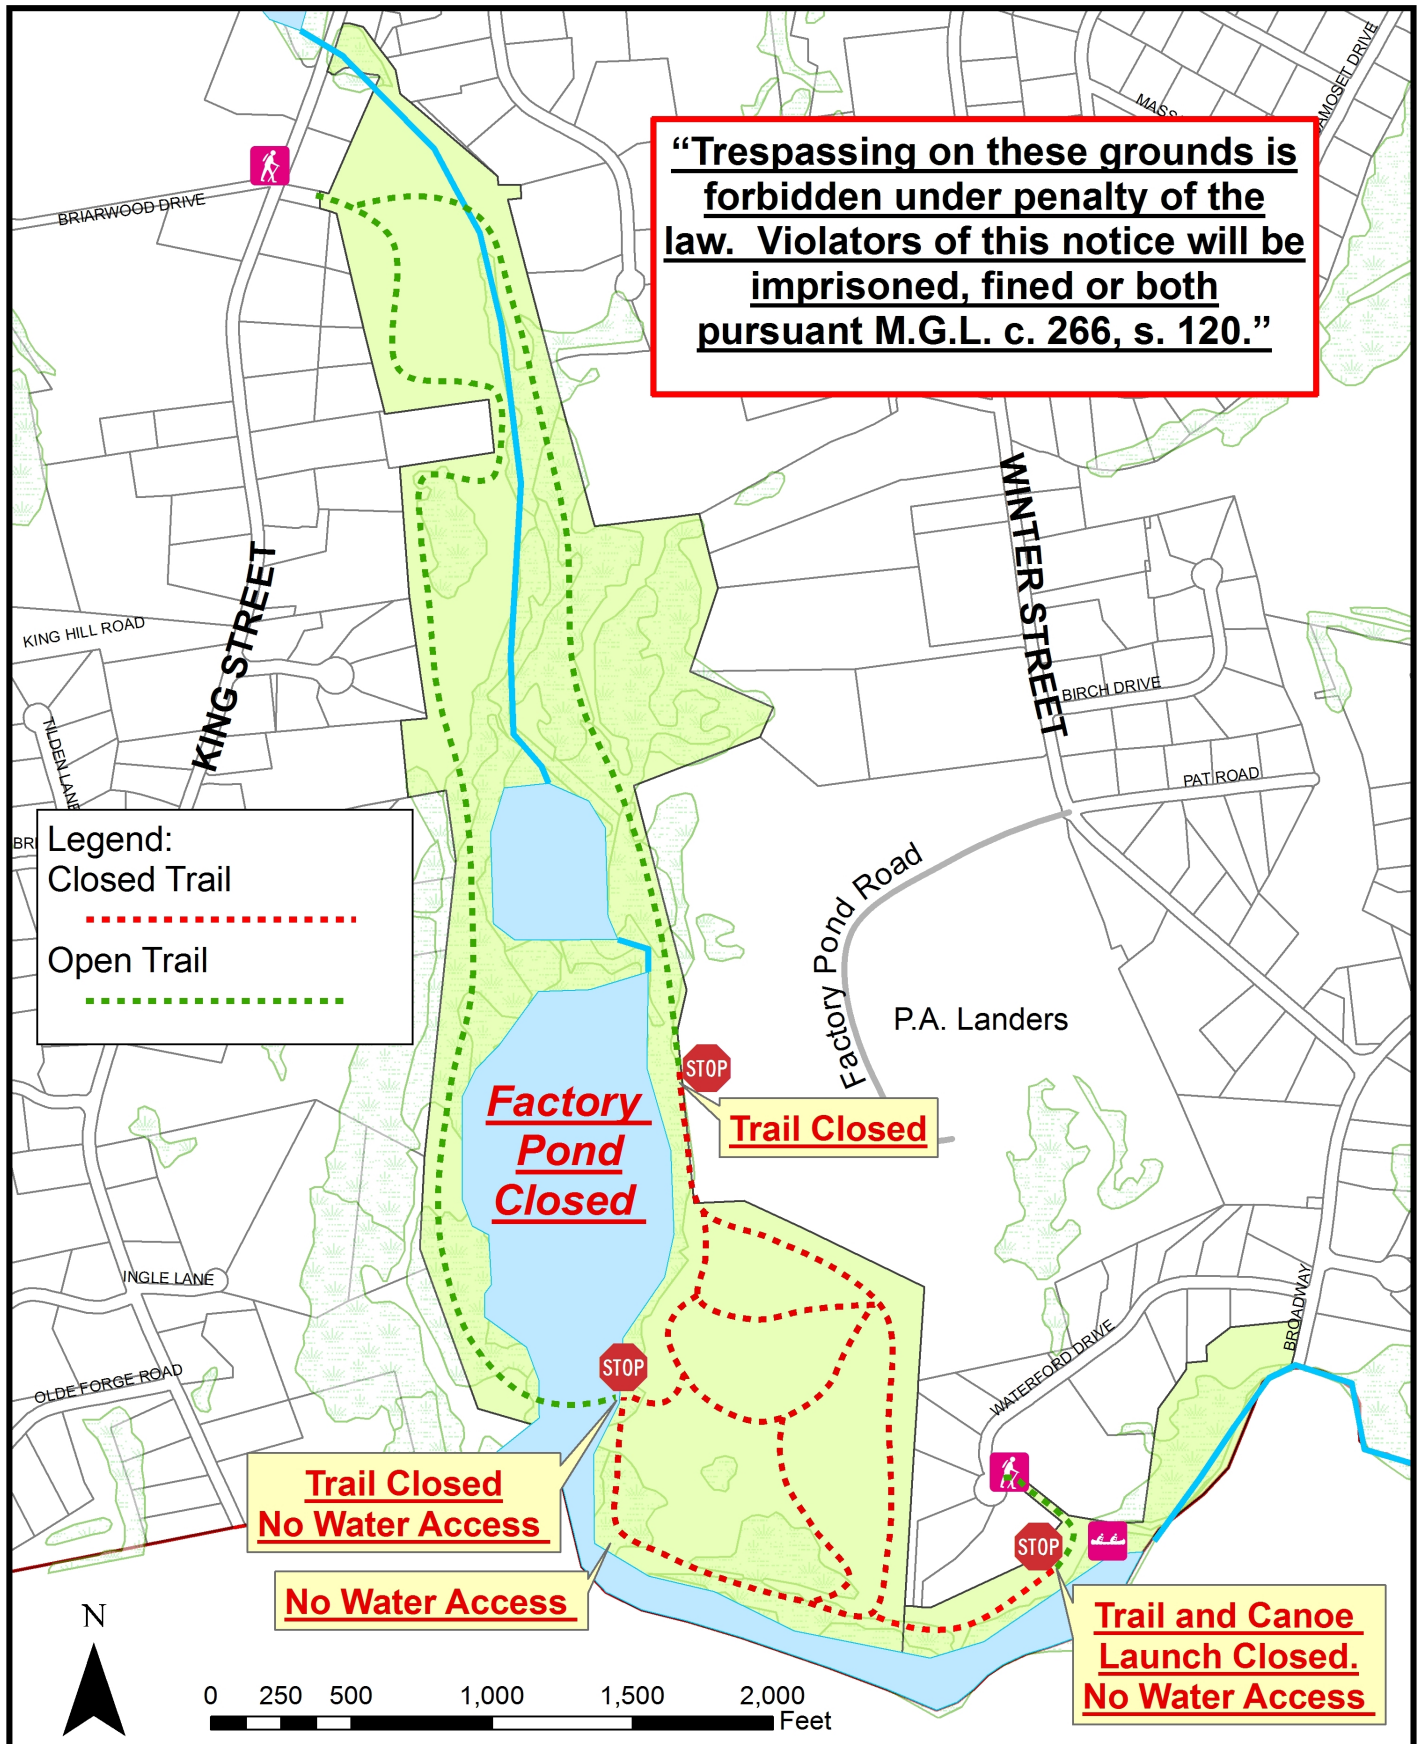 MASS
AMOSET DRIVE
“Trespassing on these grounds is
forbidden under penalty of the
law.  Violators of this notice will be
imprisoned, fined or both
pursuant M.G.L. c. 266, s. 120.”
BRIARWOOD DRIVE
WINTER STREET
KING STREET
KING HILL ROAD
BIRCH DRIVE
TILDEN LANE
PAT ROAD
BRI
Legend:
Closed Trail
Open Trail
Factory Pond Road
P.A. Landers
STOP
Trail Closed
Factory
Pond
Closed
INGLE LANE
BROADWAY
WATERFORD DRIVE
OLDE FORGE ROAD
STOP
Trail Closed
No Water Access
STOP
No Water Access
Trail and Canoe
Launch Closed.
No Water Access
N
0 250 500 1,000 1,500 2,000
Feet